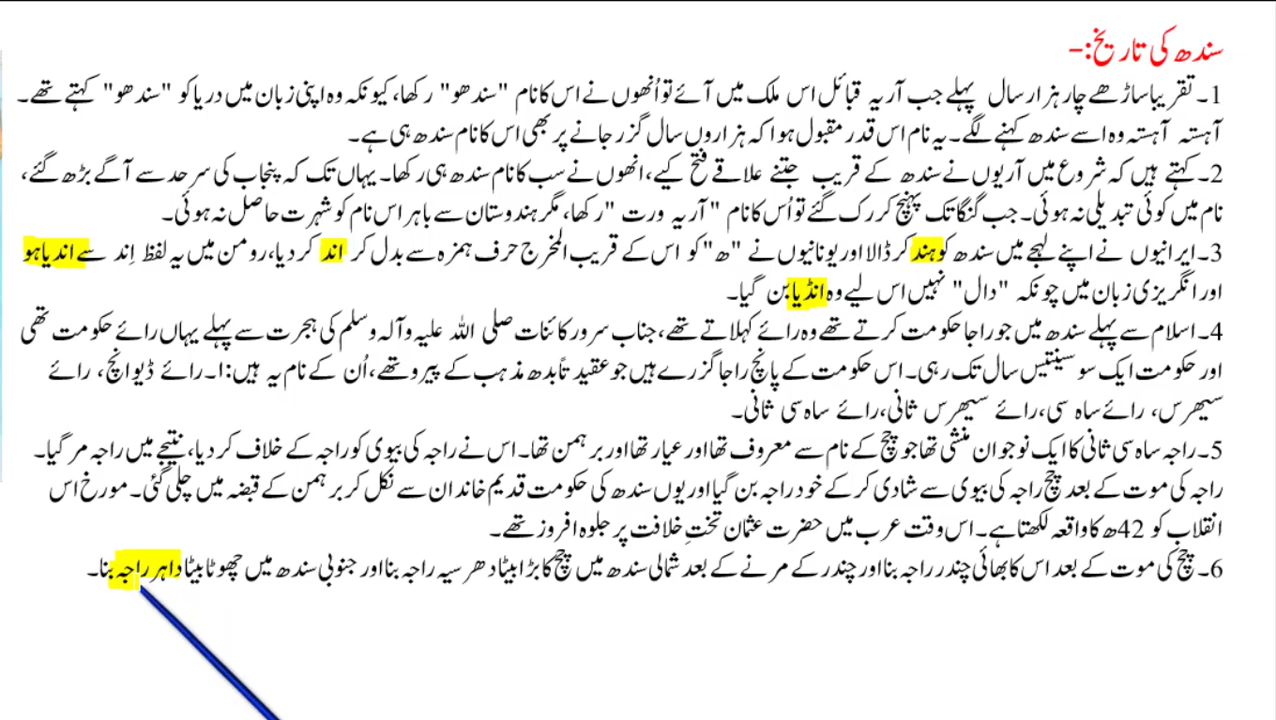 سندھ کی تاریخ:-
1۔ تقریباساڑھے چار ہزار سال پہلے جب آریہ قبائل اس ملک میں آئے تو اُنھوں نے اس کا نام "سندھو" رکھا، کیونکہ وہ اپنی زبان میں دریا کو "سندھو" کہتے تھے۔
آہستہ آہستہ وہ اسے سندھ کہنے لگے۔ یہ نام اس قدر مقبول ہوا کہ ہزاروں سال گزر جانے پر بھی اس کا نام سندھ ہی ہے۔
2۔ کہتے ہیں کہ شروع میں آریوں نے سندھ کے قریب جتنے علاقے فتح کیے، انھوں نے سب کا نام سندھ ہی رکھا۔ یہاں تک کہ پنجاب کی سرحد سے آگے بڑھ گئے،
نام میں کوئی تبدیلی نہ ہوئی۔ جب گنگا تک پہنچ کر رک گئے تو اُس کا نام "آریہ ورت" رکھا، مگر ہندوستان سے باہر اس نام کو شہرت حاصل نہ ہوئی۔
3۔ ایرانیوں نے اپنے لہجے میں سندھ کو ہند کر ڈالا اور یونانیوں نے "ھ" کو اس کے قریب المخرج حرف ہمزہ سے بدل کر اند کر دیا، رومن میں یہ لفظ اِند سے اندیا ہو
اور انگریزی زبان میں چونکہ "دال" نہیں اس لیے وہ انڈیا بن گیا۔
4۔ اسلام سے پہلے سندھ میں جو راجا حکومت کرتے تھے وہ رائے کہلاتے تھے، جناب سرور کائنات صلی اللہ علیہ وآلہ وسلم کی ہجرت سے پہلے یہاں رائے حکومت تھی
اور حکومت ایک سو سینتیس سال تک رہی۔ اس حکومت کے پانچ راجا گزرے ہیں جو عقید تاً بدھ مذہب کے پیرو تھے، اُن کے نام یہ ہیں: ا۔ رائے ڈیوانچ، رائے
سیہرس، رائے ساہ سی، رائے سیہرس ثانی، رائے ساہ سی ثانی۔
5۔ راجہ ساہ سی ثانی کا ایک نوجوان منشی تھا جو چچ کے نام سے معروف تھا اور عیار تھا اور برہمن تھا۔ اس نے راجہ کی بیوی کو راجہ کے خلاف کر دیا، نتیجے میں راجہ مر گیا۔
راجہ کی موت کے بعد چچ راجہ کی بیوی سے شادی کر کے خود راجہ بن گیا اور یوں سندھ کی حکومت قدیم خاندان سے نکل کر برہمن کے قبضہ میں چلی گئی۔ مورخ اس
انقلاب کو 42ھ کا واقعہ لکھتا ہے۔ اس وقت عرب میں حضرت عثمان تختِ خلافت پر جلوہ افروز تھے۔
6۔ چچ کی موت کے بعد اس کا بھائی چندر راجہ بنا اور چندر کے مرنے کے بعد شمالی سندھ میں چچ کا بڑا بیٹا دھرسیہ راجہ بنا اور جنوبی سندھ میں چھوٹا بیٹا داہر راجہ بنا۔